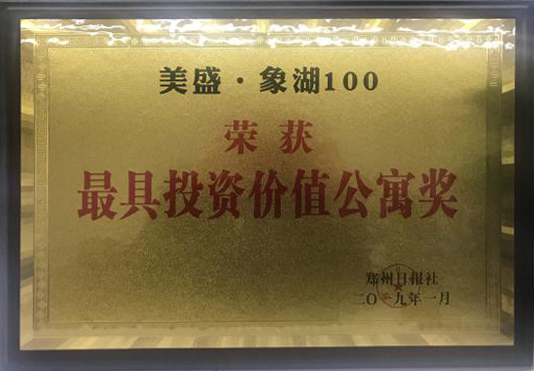 美盛·象湖100
荣获
最具投资价值公寓奖
郑州日报社
二〇一九年一月